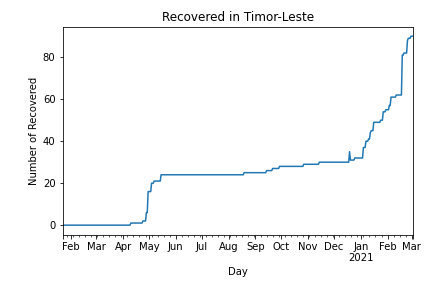 Recovered in Timor-Leste
Number of Recovered
80
60
40
20
0
Feb Mar Apr May Jun Jul Aug Sep Oct Nov Dec Jan Feb Mar
2021
Day